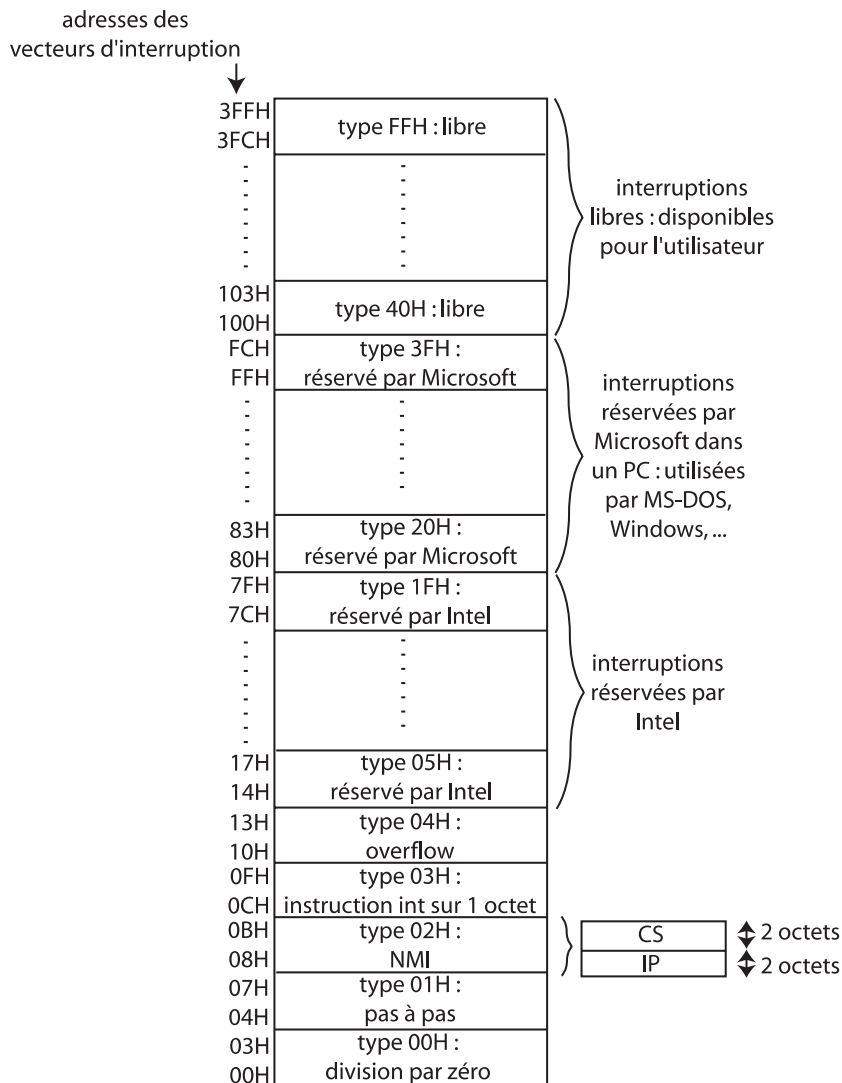 adresses des
vecteurs d'interruption
3FFH
type FFH : libre
3FCH
interruptions
libres : disponibles
pour l'utilisateur
103H
type 40H : libre
100H
FCH
type 3FH :
FFH
réservé par Microsoft
interruptions
réservées par
Microsoft dans
un PC : utilisées
par MS-DOS,
Windows, ...
83H
type 20H :
80H
réservé par Microsoft
7FH
type 1FH :
7CH
réservé par Intel
interruptions
réservées par
Intel
17H
type 05H :
14H
réservé par Intel
13H
type 04H :
10H
overflow
0FH
type 03H :
0CH
instruction int sur 1 octet
0BH
type 02H :
08H
NMI
CS
2 octets
IP
2 octets
07H
type 01H :
04H
pas à pas
03H
type 00H :
00H
division par zéro